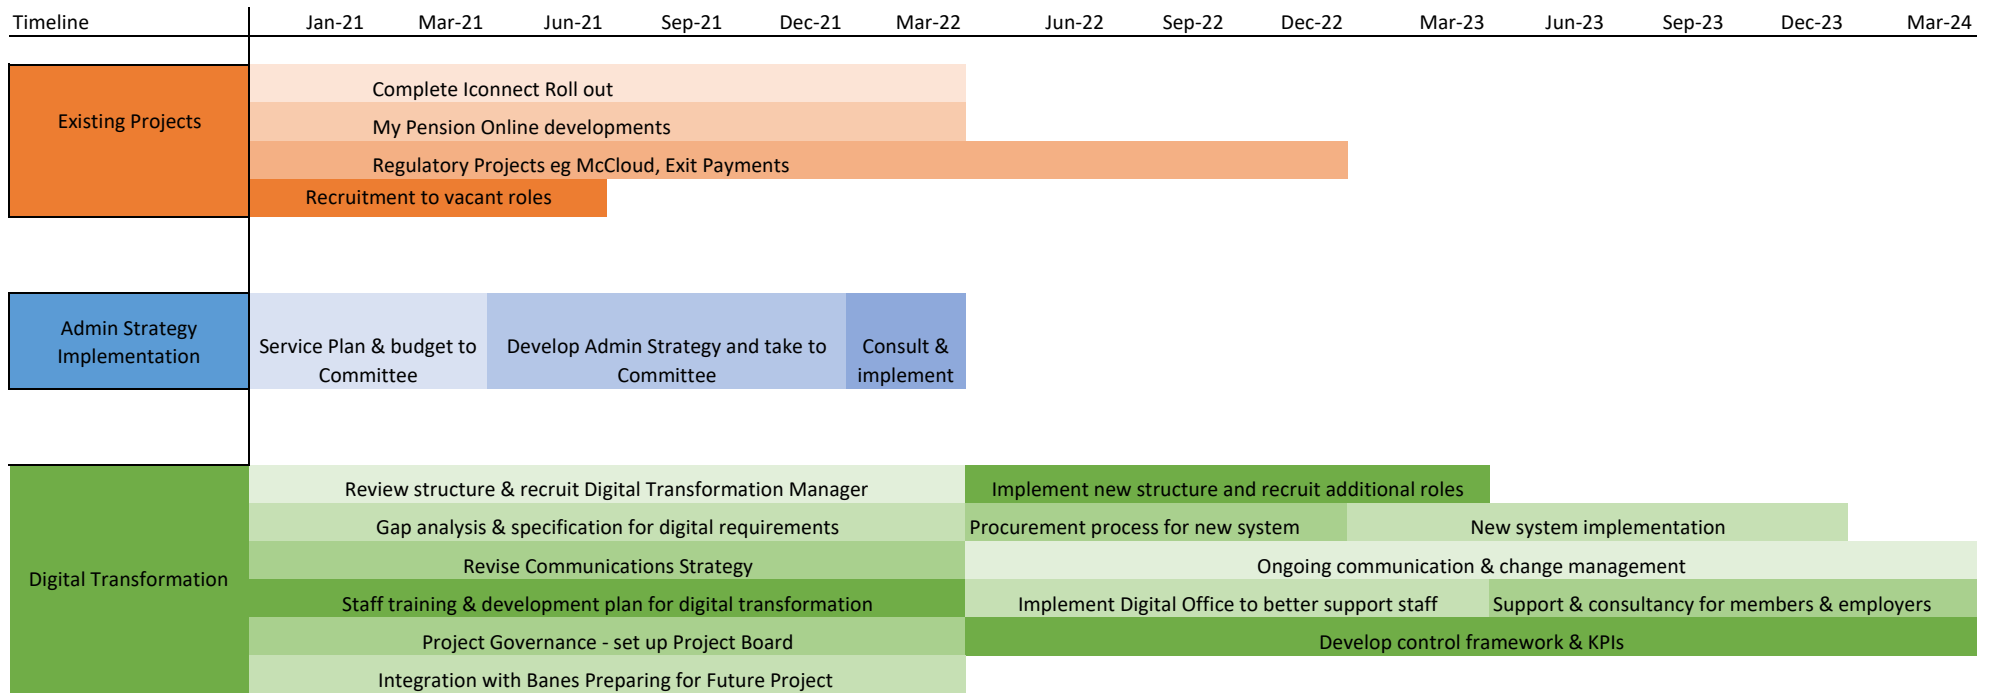 Timeline Jan-21 Mar-21 Jun-21 Sep-21 Dec-21 Mar-22 Jun-22 Sep-22 Dec-22 Mar-23 Jun-23 Sep-23 Dec-23 Mar-24
Existing Projects
Complete Iconnect Roll out
My Pension Online developments
Regulatory Projects eg McCloud, Exit Payments
Recruitment to vacant roles
Admin Strategy
Implementation
Service Plan & budget to
Committee
Develop Admin Strategy and take to
Committee
Consult &
implement
Digital Transformation
Review structure & recruit Digital Transformation Manager
Implement new structure and recruit additional roles
Gap analysis & specification for digital requirements
Procurement process for new system
New system implementation
Revise Communications Strategy
Ongoing communication & change management
Staff training & development plan for digital transformation
Implement Digital Office to better support staff
Support & consultancy for members & employers
Project Governance - set up Project Board
Develop control framework & KPIs
Integration with Banes Preparing for Future Project